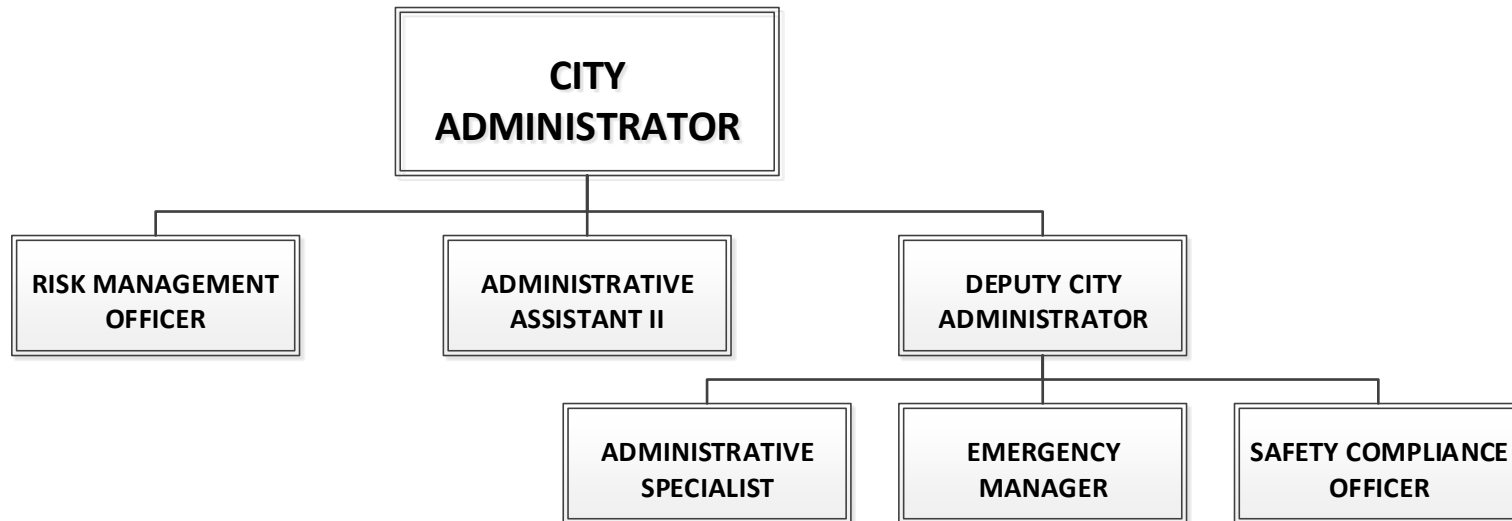 CITY
ADMINISTRATOR
RISK MANAGEMENT
OFFICER
ADMINISTRATIVE
ASSISTANT II
DEPUTY CITY
ADMINISTRATOR
ADMINISTRATIVE
SPECIALIST
EMERGENCY
MANAGER
SAFETY COMPLIANCE
OFFICER